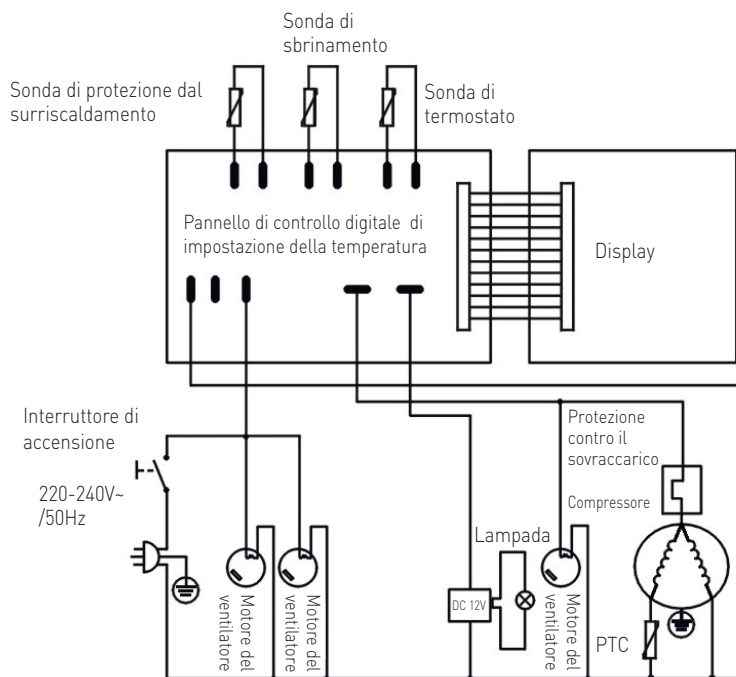 Sonda di
sbrinamento
Sonda di protezione dal
surriscaldamento
Sonda di
termostato
Pannello di controllo digitale di
impostazione della temperatura
Display
Interruttore di
accensione
220-240V~
/50Hz
Protezione
contro il
sovraccarico
Compressore
Lampada
DC 12V
Motore del
ventilatore
Motore del
ventilatore
Motore del
ventilatore
PTC